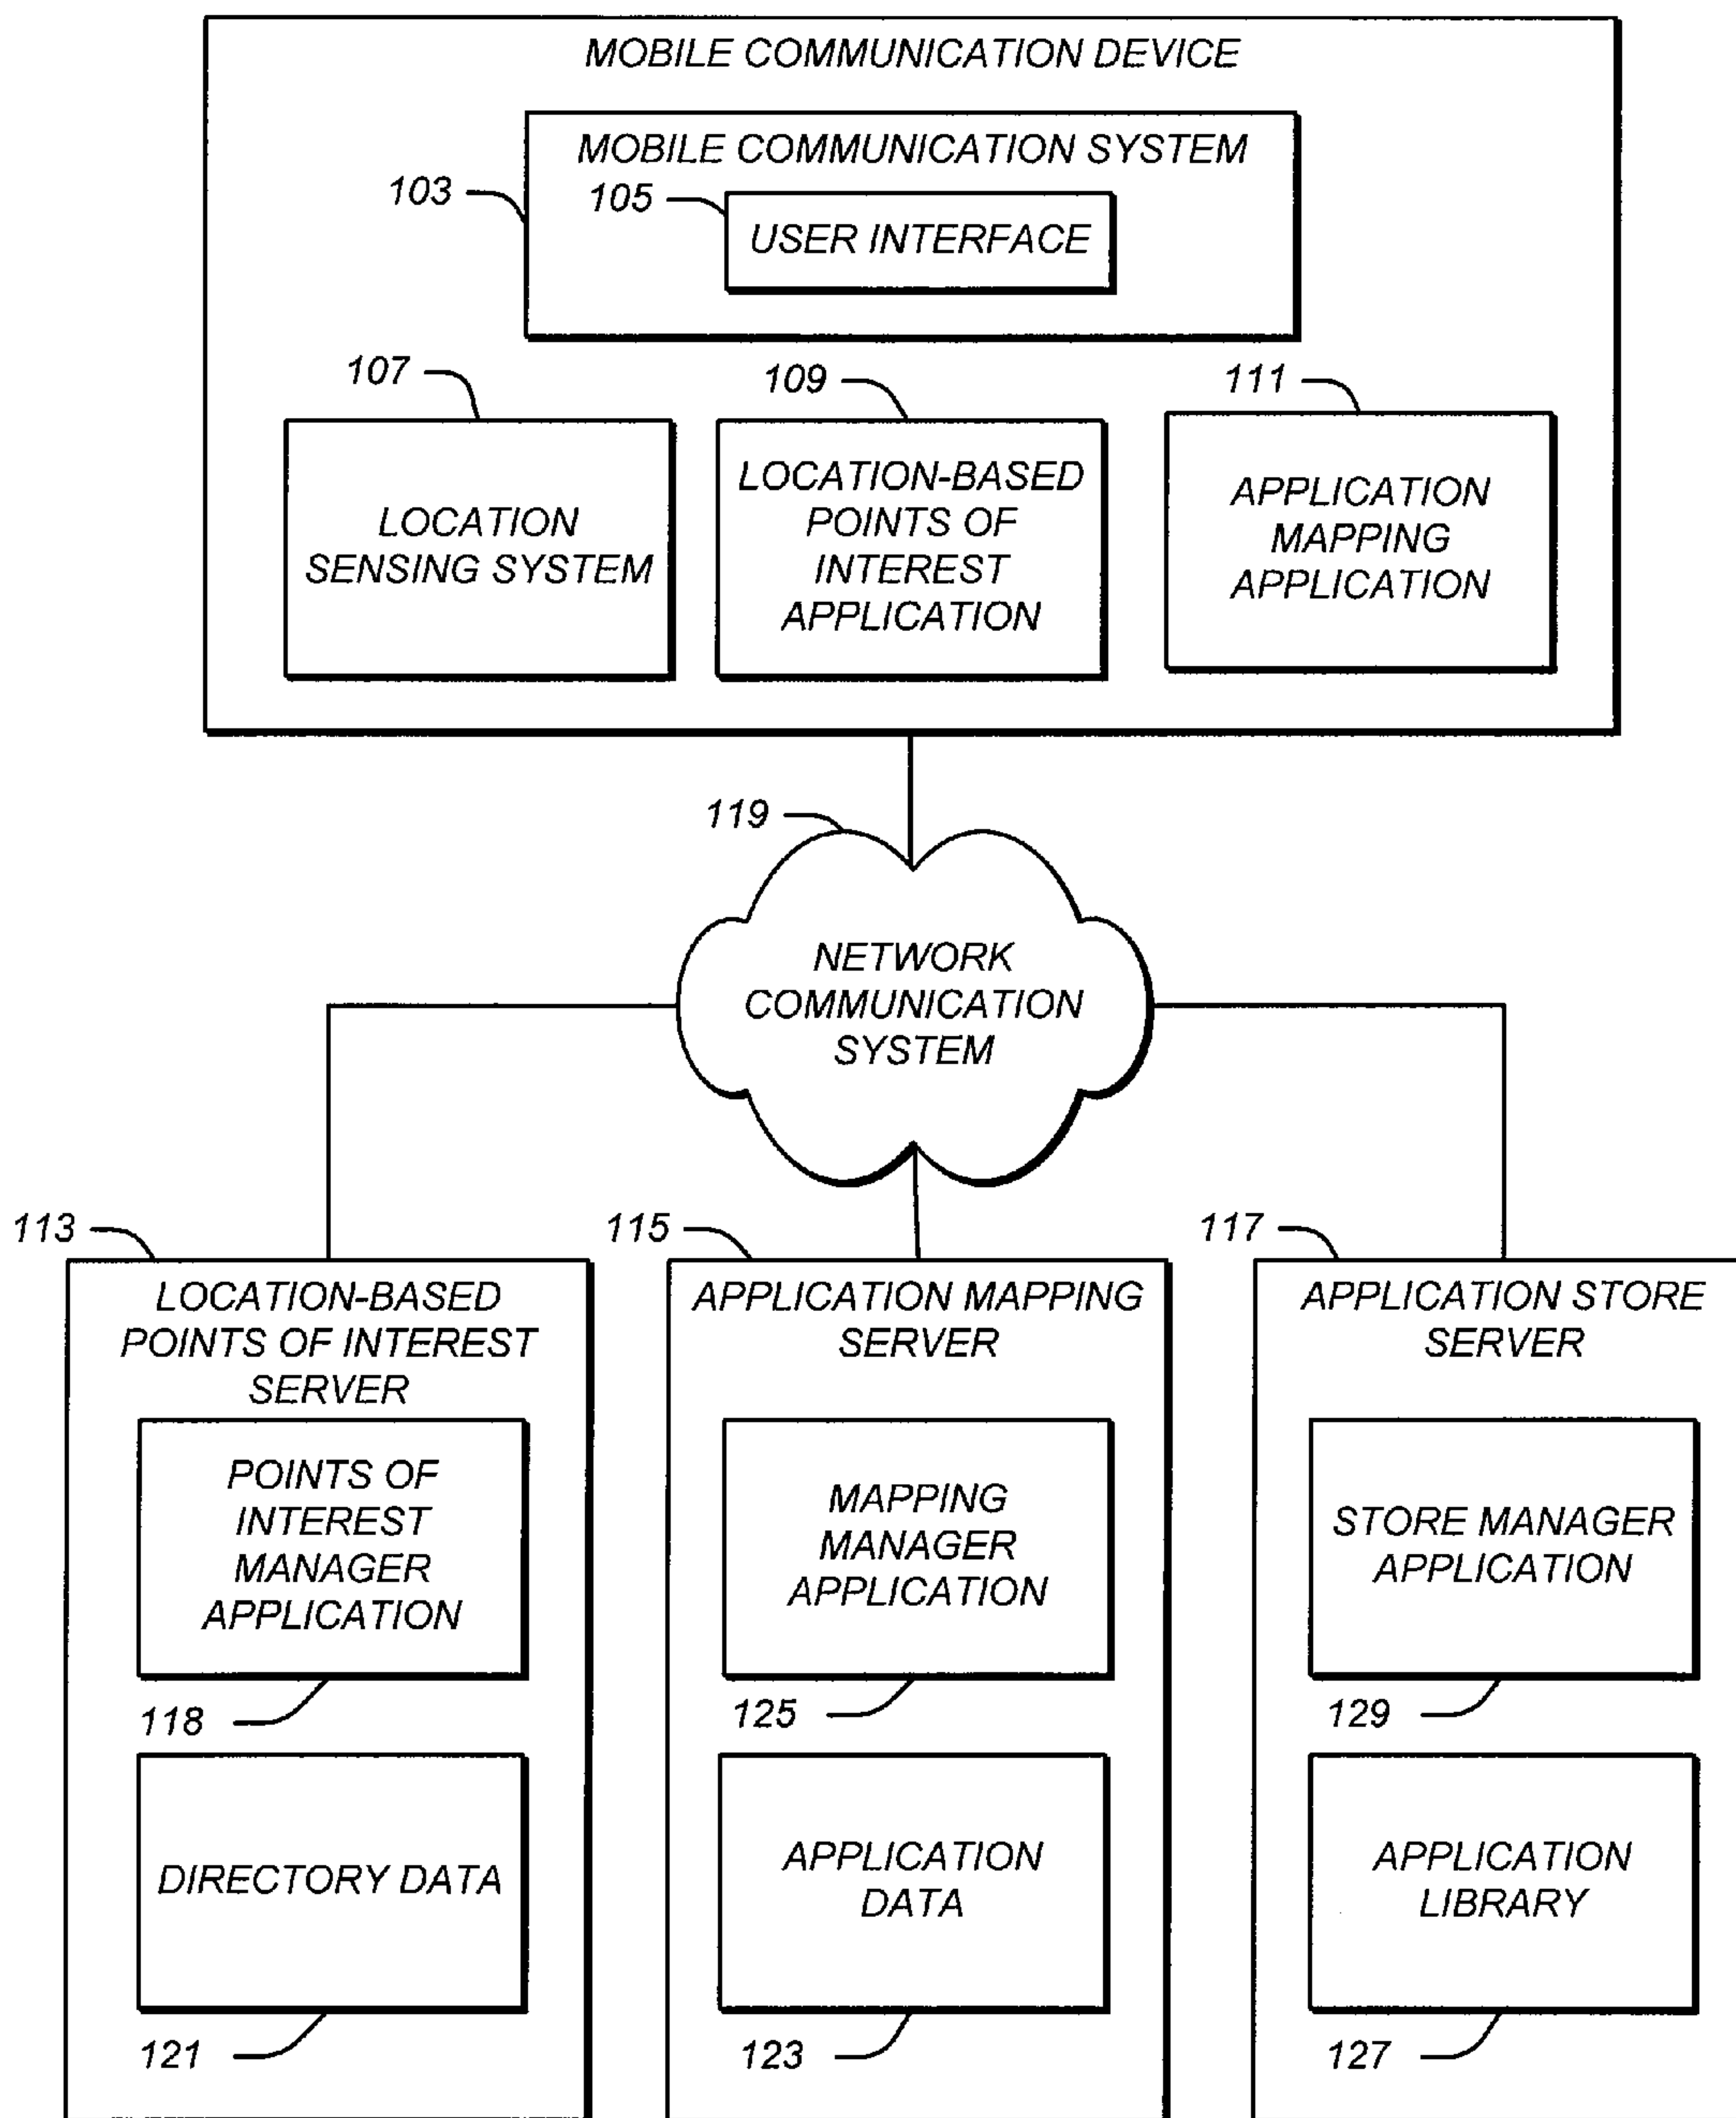 MOBILE COMMUNICATION DEVICE
MOBILE COMMUNICATION SYSTEM
103
105
USER INTERFACE
107
109
111
LOCATION
SENSING SYSTEM
LOCATION-BASED
POINTS OF
INTEREST
APPLICATION
APPLICATION
MAPPING
APPLICATION
119
NETWORK
COMMUNICATION
SYSTEM
113
115
117
LOCATION-BASED
POINTS OF INTEREST
SERVER
POINTS OF
INTEREST
MANAGER
APPLICATION
118
DIRECTORY DATA
121
APPLICATION MAPPING
SERVER
MAPPING
MANAGER
APPLICATION
125
APPLICATION
DATA
123
APPLICATION STORE
SERVER
STORE MANAGER
APPLICATION
129
APPLICATION
LIBRARY
127